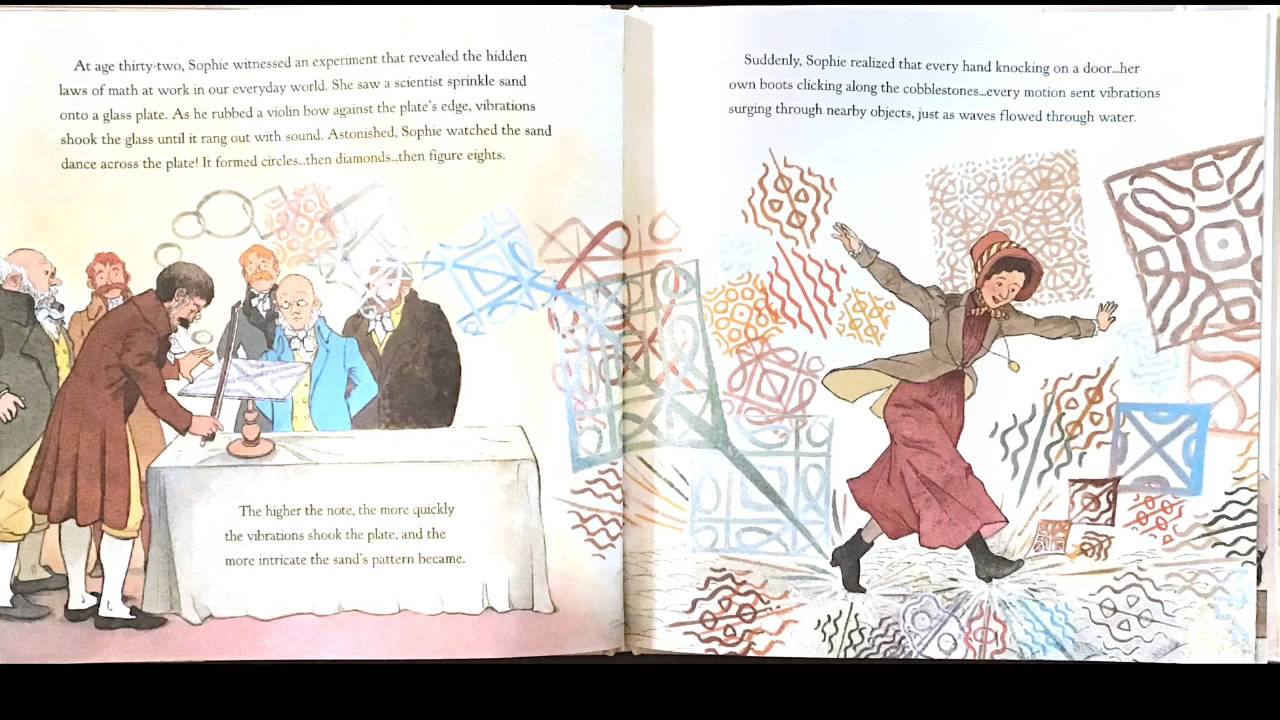 At age thirty-two, Sophie witnessed an experiment that revealed the hidden
laws of math at work in our everyday world. She saw a scientist sprinkle sand
onto a glass plate. As he rubbed a violin bow against the plate's edge, vibrations
shook the glass until it rang out with sound. Astonished, Sophie watched the sand
dance across the plate! It formed circles...then diamonds...then figure eights.
The higher the note, the more quickly
the vibrations shook the plate, and the
more intricate the sand's pattern became.
Suddenly, Sophie realized that every hand knocking on a door...her
own boots clicking along the cobblestones...every motion sent vibrations
surging through nearby objects, just as waves flowed through water.